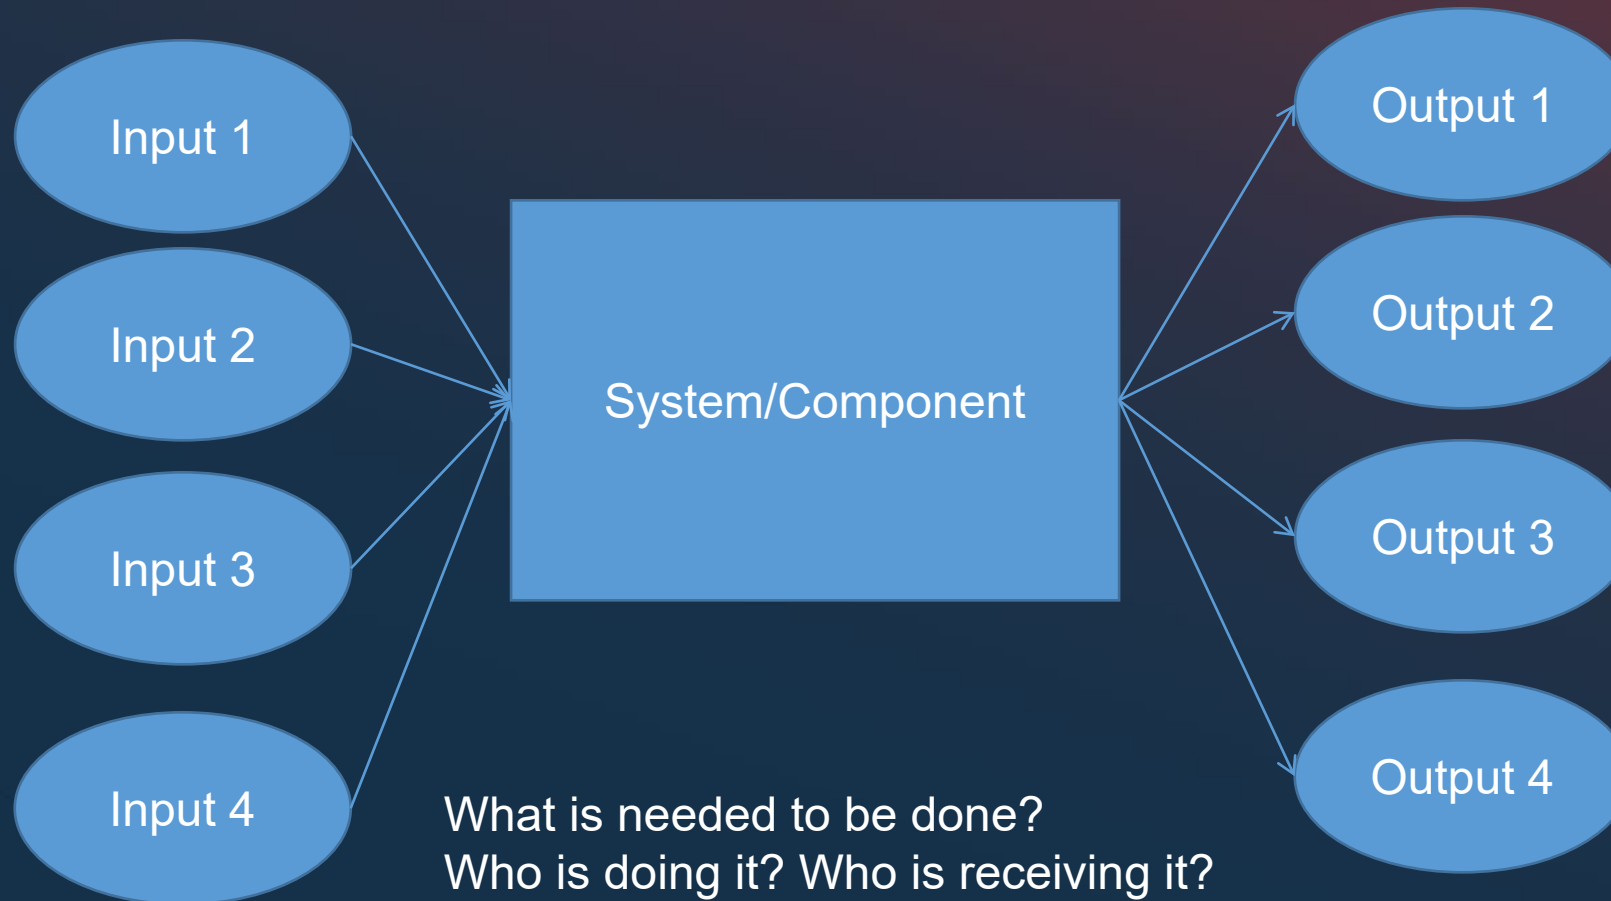 Input 1
Input 2
Input 3
Input 4
System/Component
Output 1
Output 2
Output 3
Output 4
What is needed to be done?
Who is doing it? Who is receiving it?